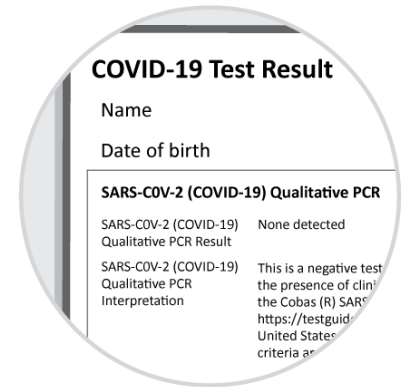 COVID-19 Test Result
Name
Date of birth
SARS-C0V-2 (COVID-19) Qualitative PCR
SARS-C0V-2 (COVID-19) None detected
Qualitative PCR Result
SARS-C0V-2 (COVID-19) This is a negative test
Qualitative PCR the presence of clini
Interpretation the Cobas (R) SARS
https://testguid
United States
criteria ar